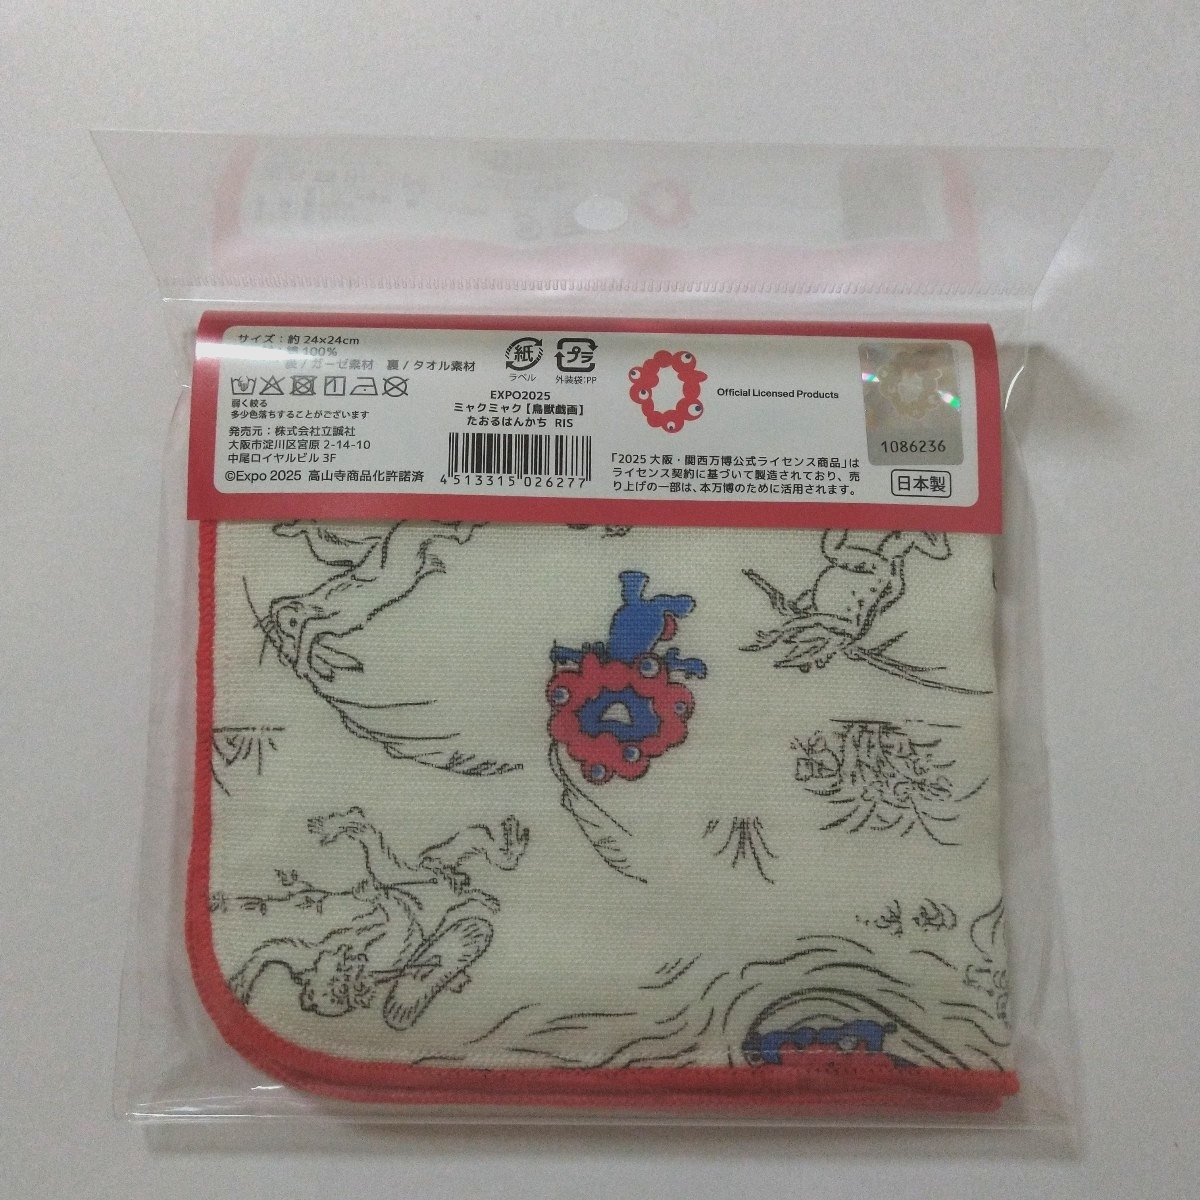 サイズ：約 24×24cm
綿 100%
表 / ガーゼ素材　裏 / タオル素材
弱く絞る
多少色落ちすることがございます
発売元：株式会社立誠社
大阪市淀川区宮原 2-14-10
中尾ロイヤルビル 3F
©Expo 2025 高山寺商品化許諾済
紙
ラベル
プラ
外装袋:PP
EXPO2025
ミャクミャク【鳥獣戯画】
たおるはんかち RIS
4 513315 026277
Official Licensed Products
「2025 大阪・関西万博公式ライセンス商品」は
ライセンス契約に基づいて製造されており、売
り上げの一部は、本万博のために活用されます。
1086236
日本製